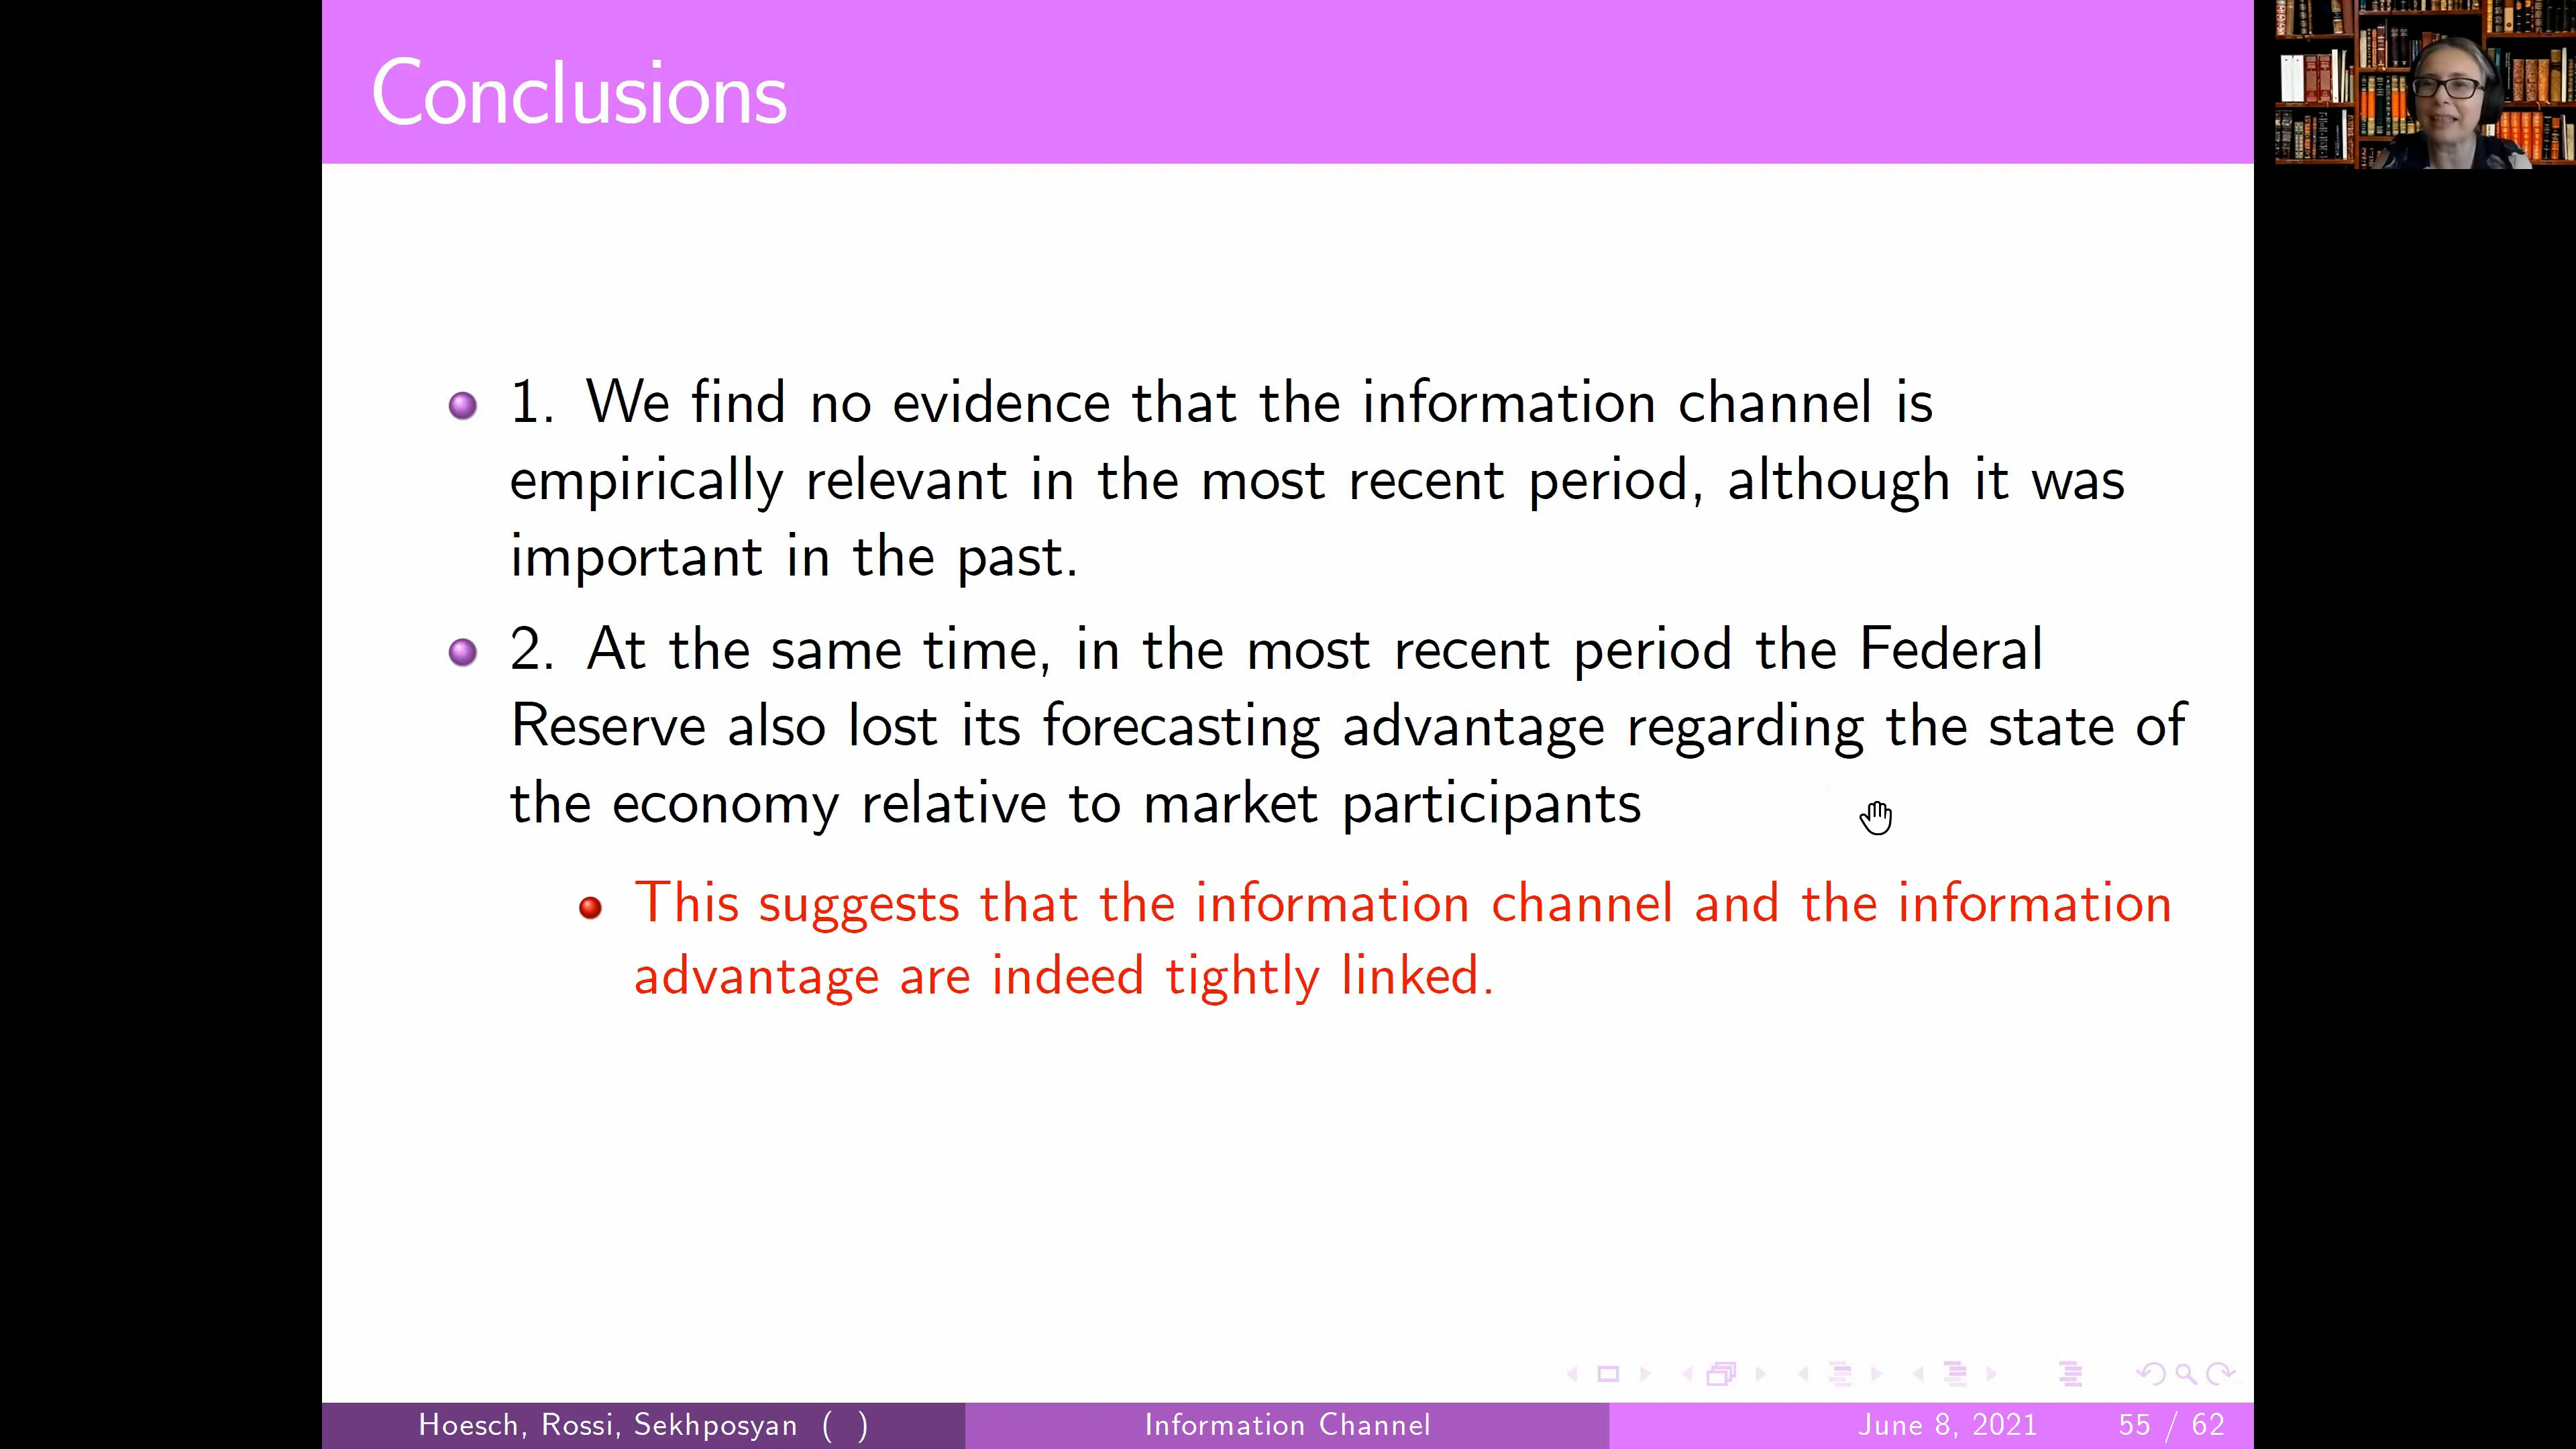 Conclusions
1. We find no evidence that the information channel is
empirically relevant in the most recent period, although it was
important in the past.
2. At the same time, in the most recent period the Federal
Reserve also lost its forecasting advantage regarding the state of
the economy relative to market participants
This suggests that the information channel and the information
advantage are indeed tightly linked.
Hoesch, Rossi, Sekhposyan ( ) Information Channel June 8, 2021 55 / 62